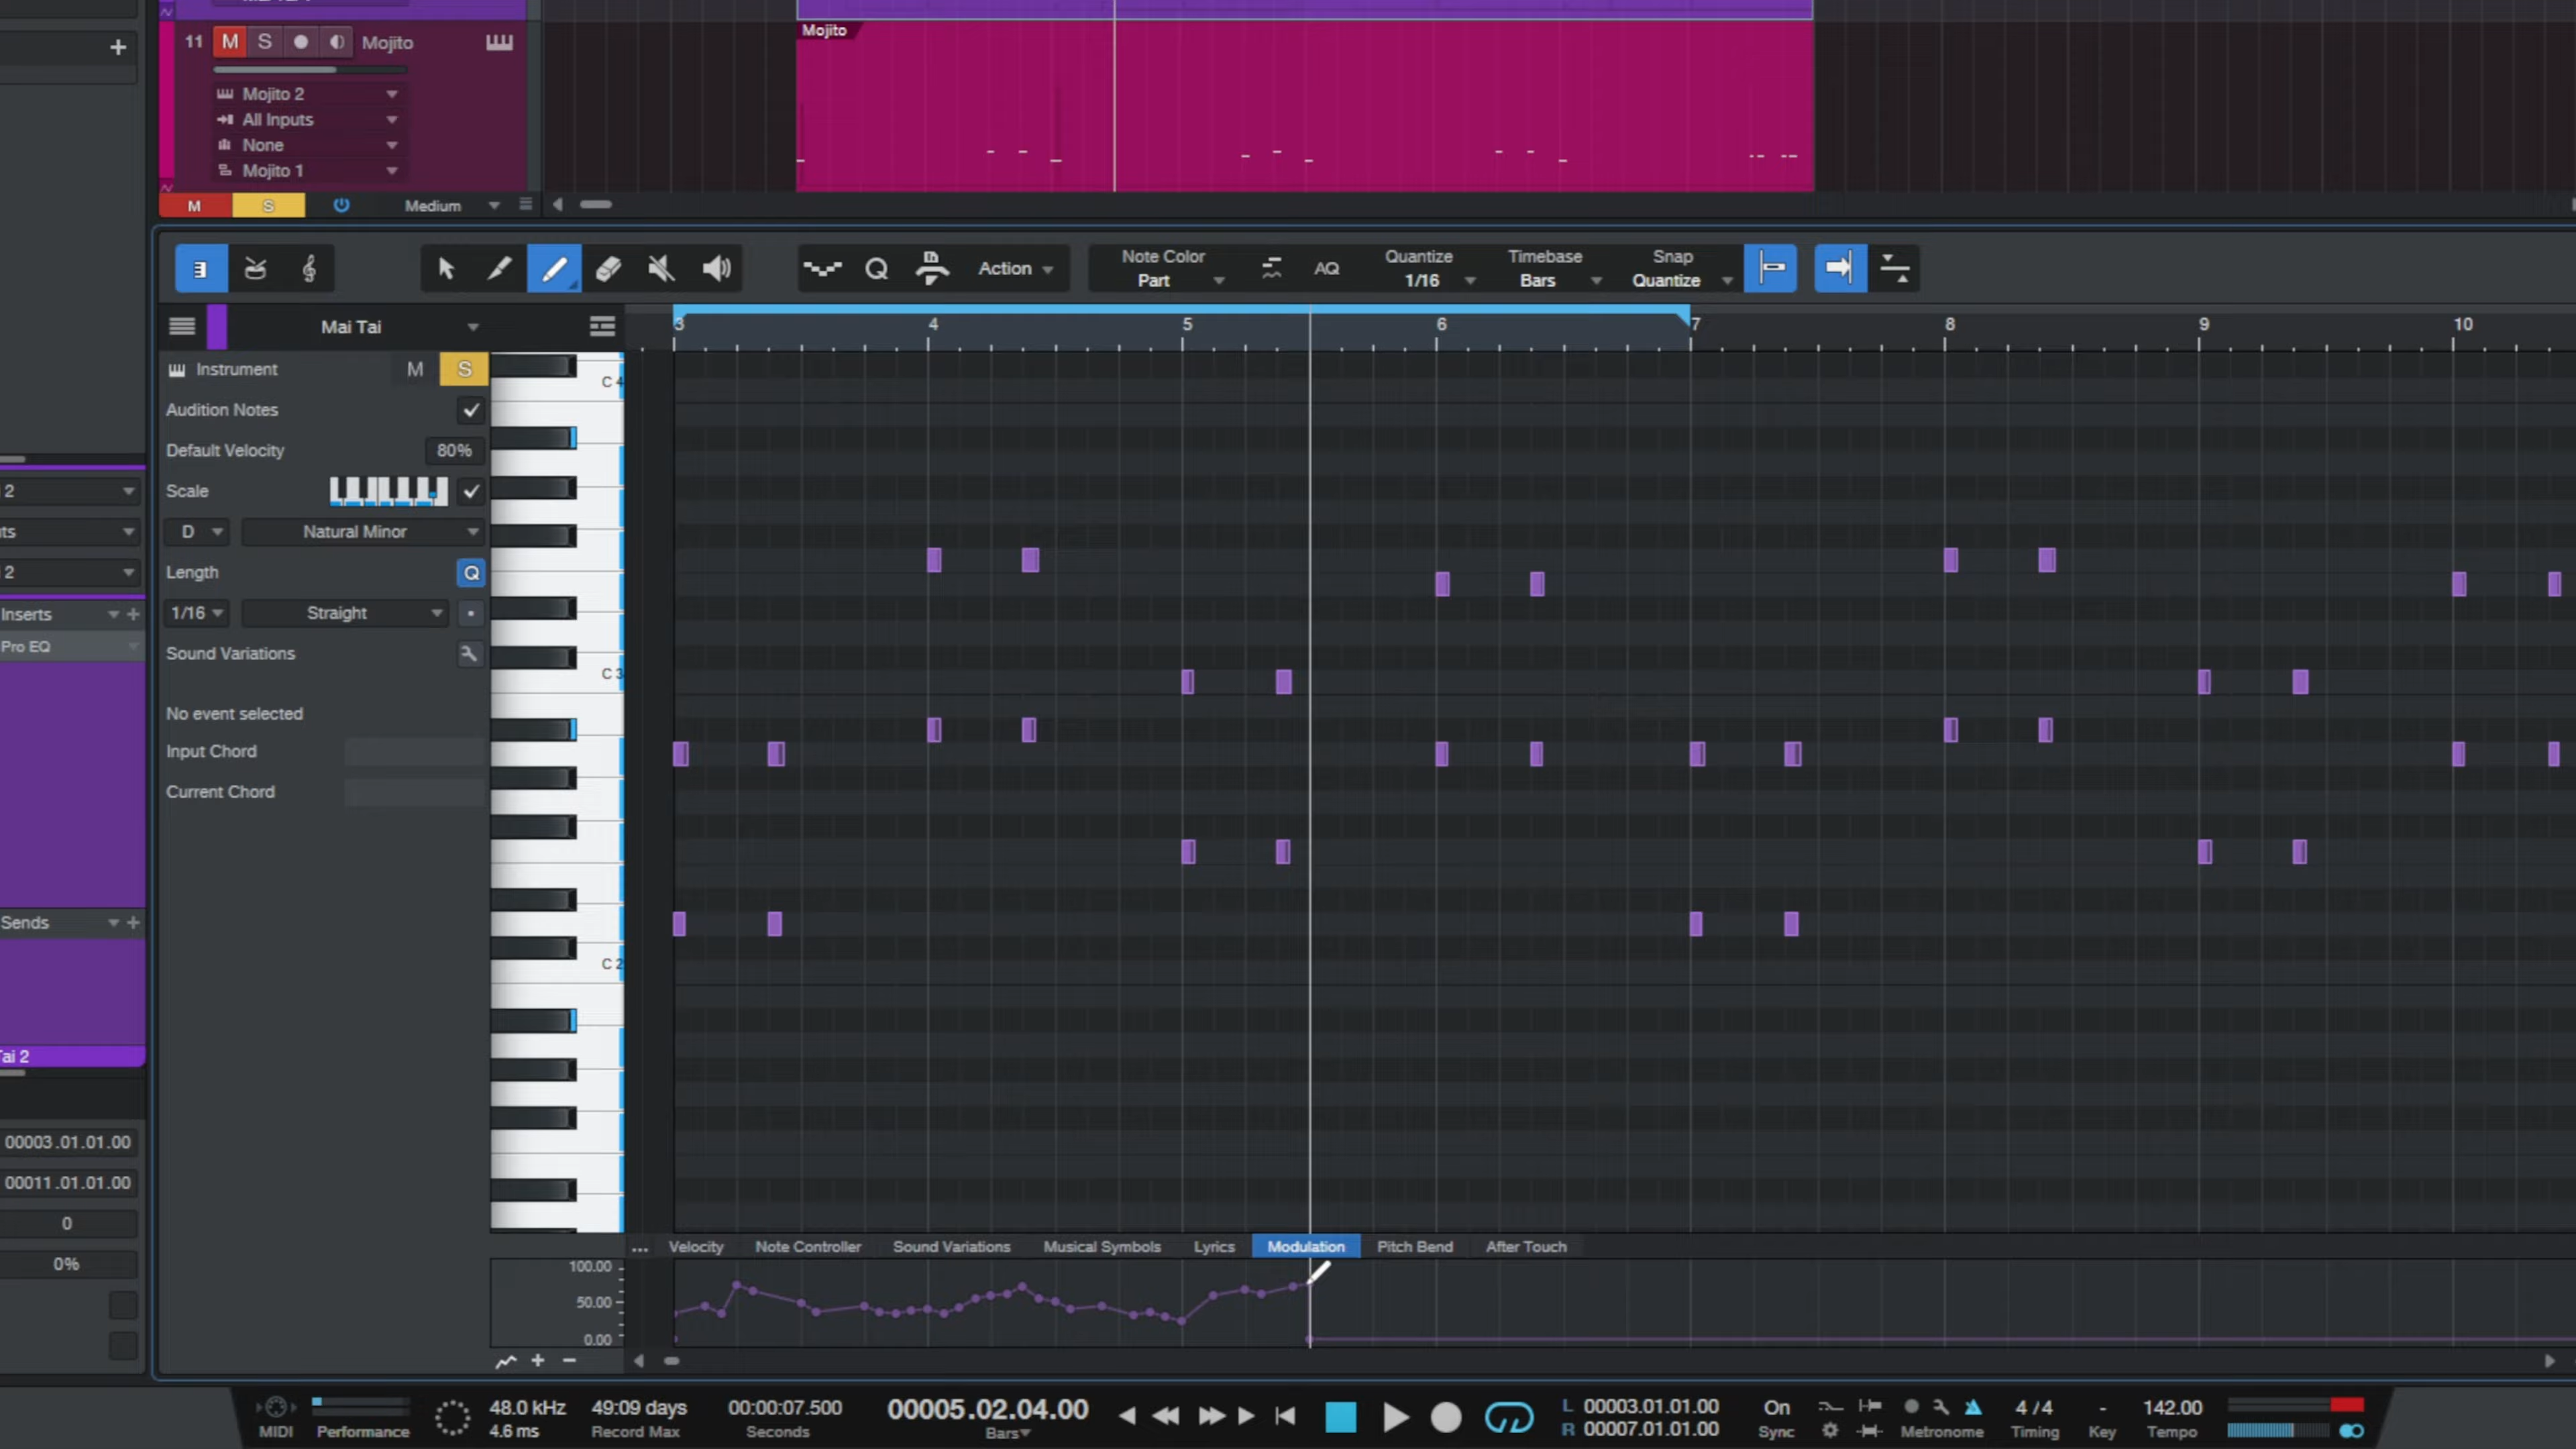 11 M S Mojito
Mojito
Mojito 2
All Inputs
None
Mojito 1
M S Medium
Action
Note Color
Part
AQ
Quantize
1/16
Timebase
Bars
Snap
Quantize
Mai Tai
3 4 5 6 7 8 9 10
Instrument M S
Audition Notes
Default Velocity 80%
Scale
D Natural Minor
Length Q
1/16 Straight
Sound Variations
No event selected
Input Chord
Current Chord
C 4
C 3
C 2
2
ts
2
Inserts
Pro EQ
Sends
Tai 2
00003.01.01.00
00011.01.01.00
0
0%
... Velocity Note Controller Sound Variations Musical Symbols Lyrics Modulation Pitch Bend After Touch
100.00
50.00
0.00
MIDI
Performance
48.0 kHz
4.6 ms
49:09 days
Record Max
00:00:07.500
Seconds
00005.02.04.00
Bars
L 00003.01.01.00
R 00007.01.01.00
On
Sync
Metronome
4 / 4
Timing
-
Key
142.00
Tempo